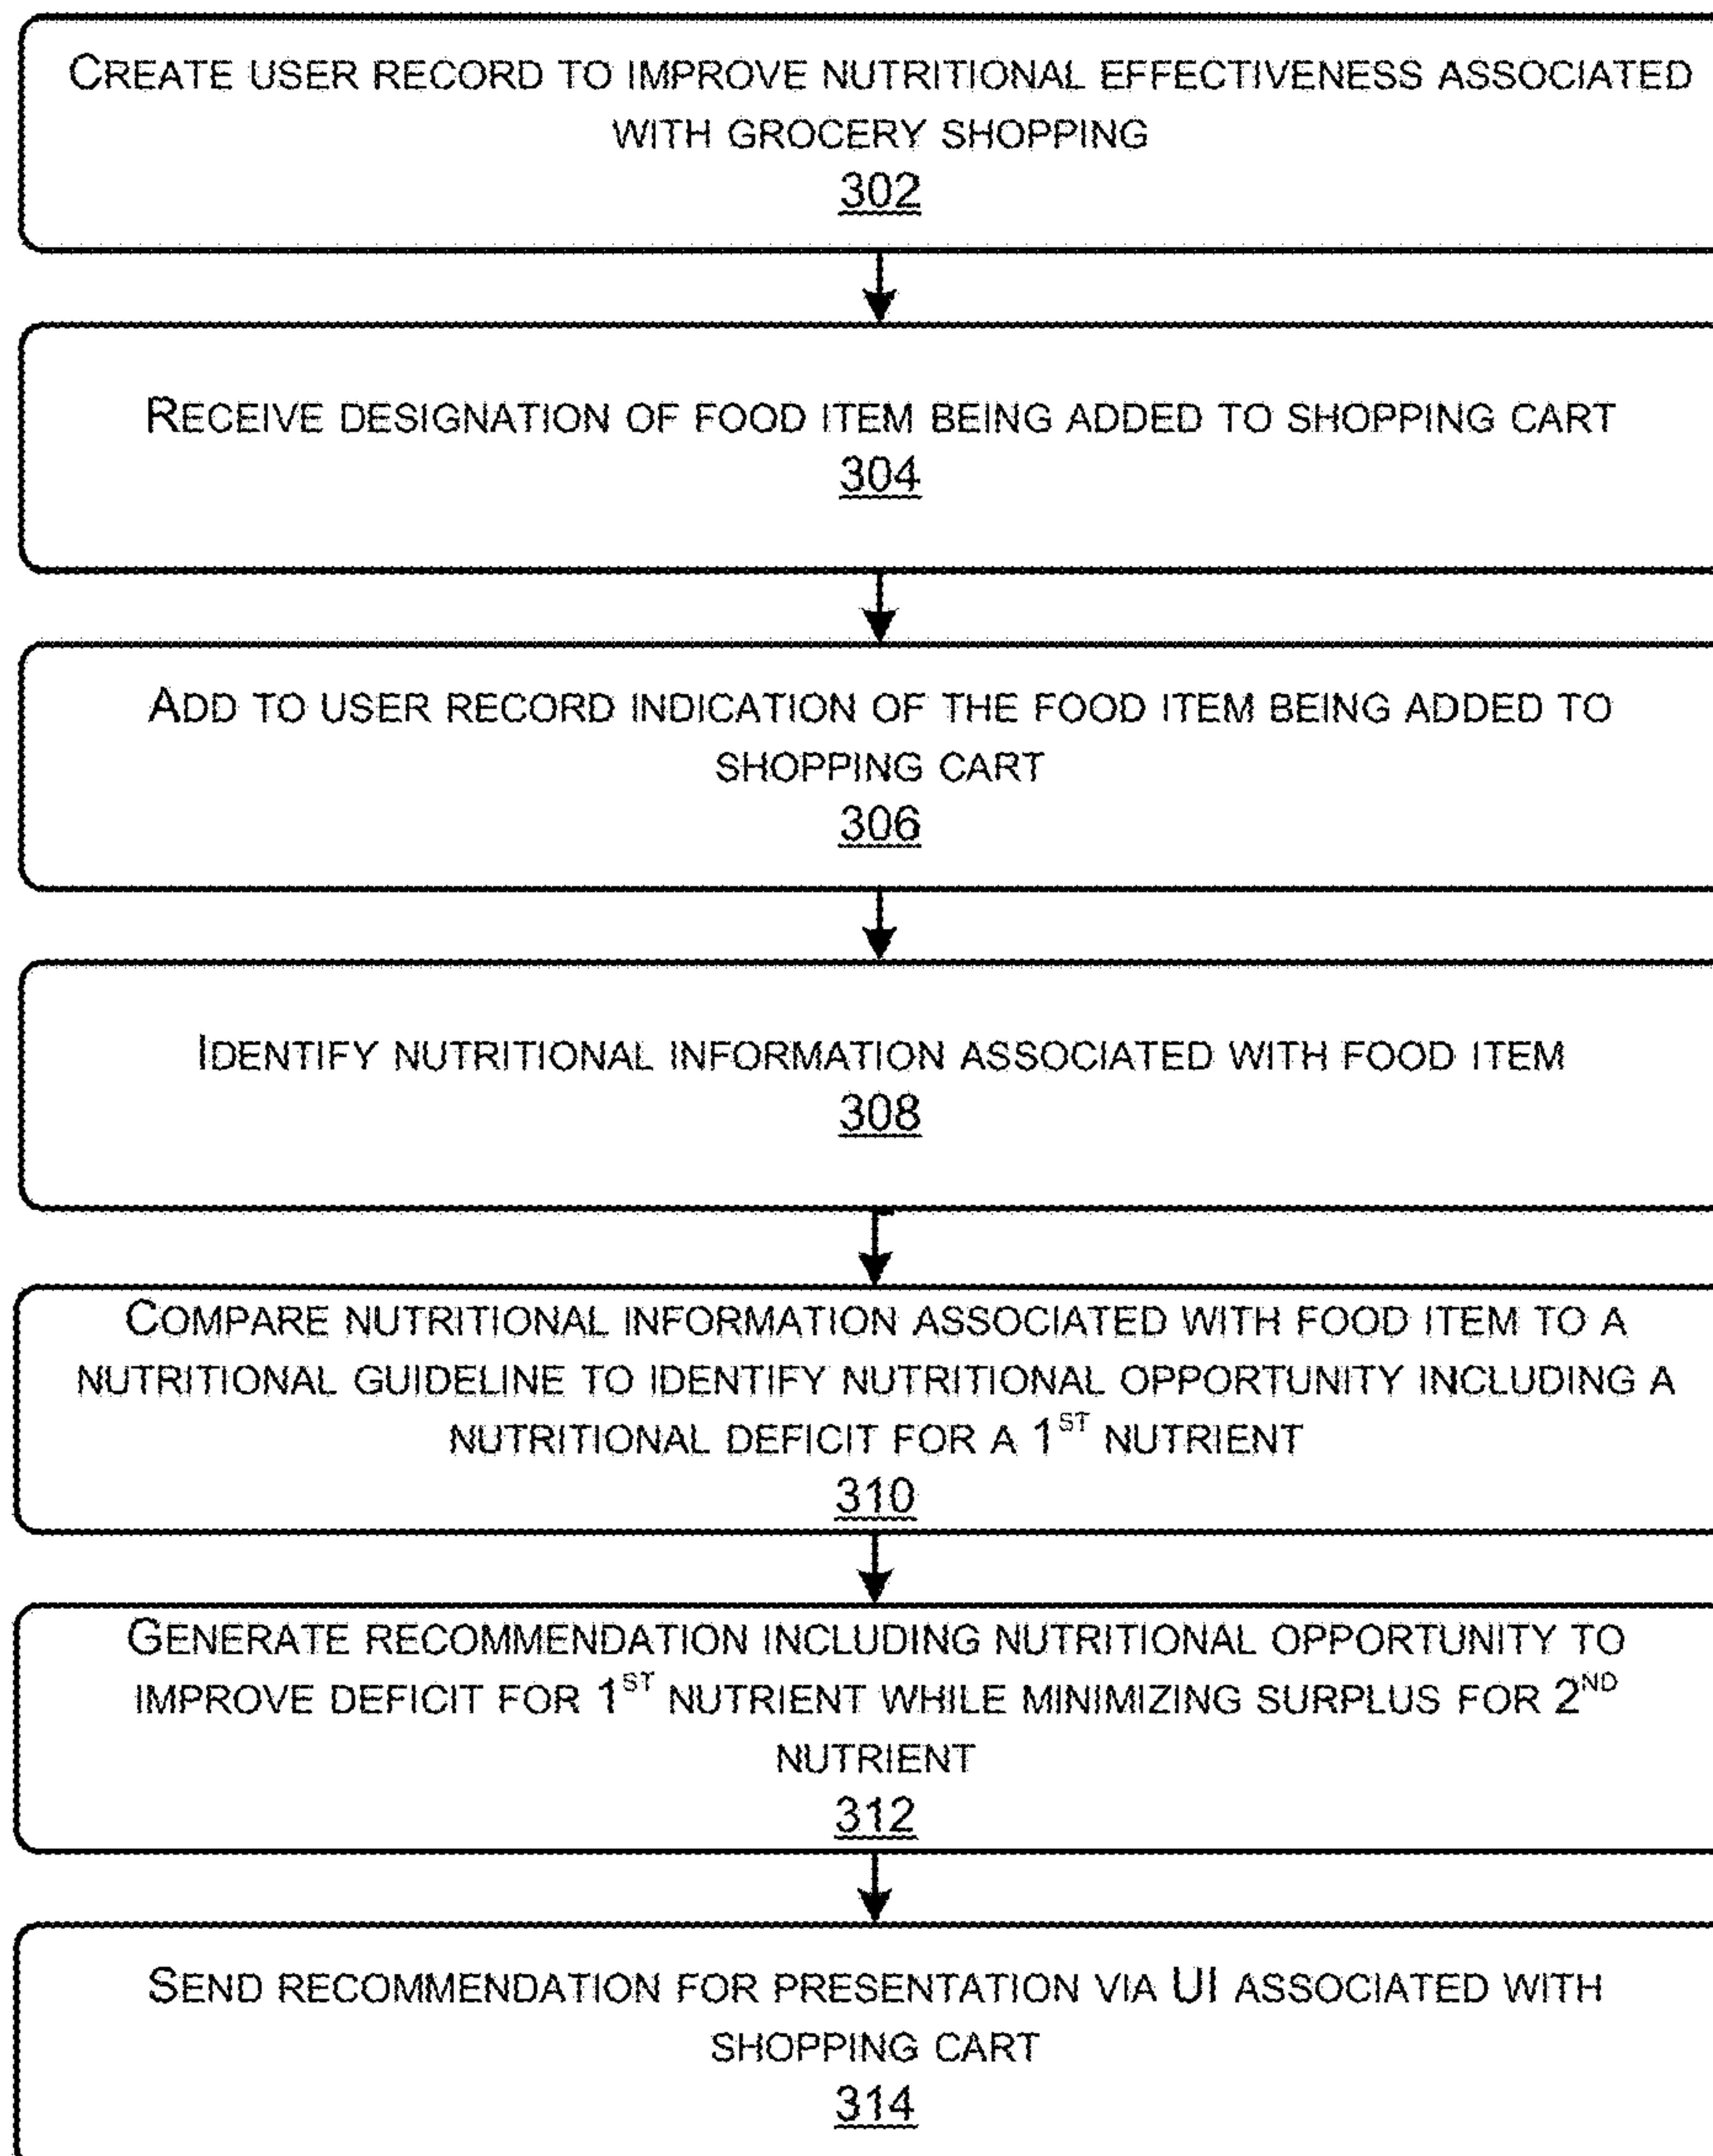 CREATE USER RECORD TO IMPROVE NUTRITIONAL EFFECTIVENESS ASSOCIATED
WITH GROCERY SHOPPING
302
RECEIVE DESIGNATION OF FOOD ITEM BEING ADDED TO SHOPPING CART
304
ADD TO USER RECORD INDICATION OF THE FOOD ITEM BEING ADDED TO
SHOPPING CART
306
IDENTIFY NUTRITIONAL INFORMATION ASSOCIATED WITH FOOD ITEM
308
COMPARE NUTRITIONAL INFORMATION ASSOCIATED WITH FOOD ITEM TO A
NUTRITIONAL GUIDELINE TO IDENTIFY NUTRITIONAL OPPORTUNITY INCLUDING A
NUTRITIONAL DEFICIT FOR A 1ST NUTRIENT
310
GENERATE RECOMMENDATION INCLUDING NUTRITIONAL OPPORTUNITY TO
IMPROVE DEFICIT FOR 1ST NUTRIENT WHILE MINIMIZING SURPLUS FOR 2ND
NUTRIENT
312
SEND RECOMMENDATION FOR PRESENTATION VIA UI ASSOCIATED WITH
SHOPPING CART
314